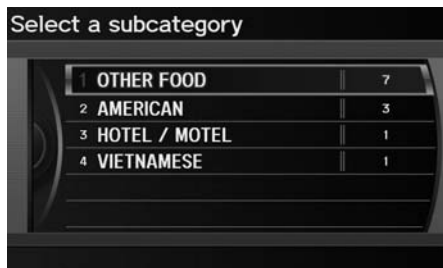 Select a subcategory
1 OTHER FOOD 7
2 AMERICAN 3
3 HOTEL / MOTEL 1
4 VIETNAMESE 1